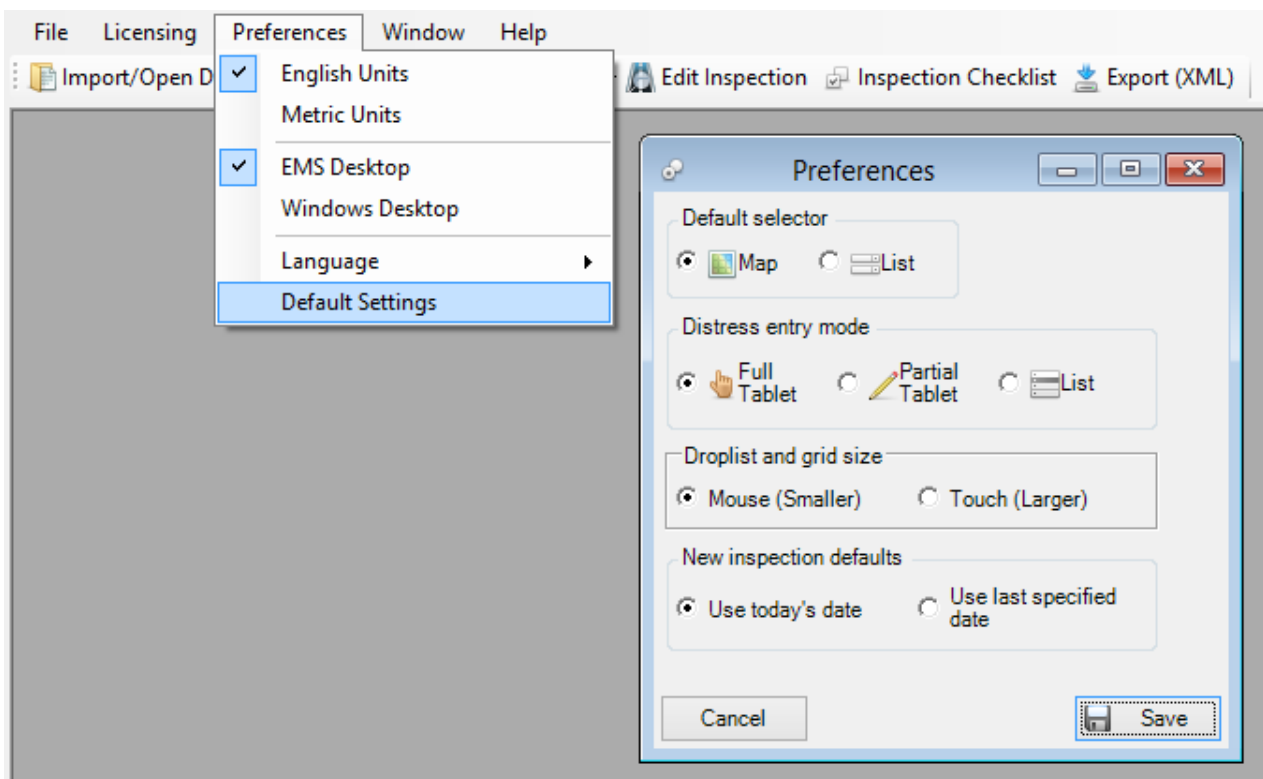 File Licensing Preferences Window Help
Import/Open D Edit Inspection Inspection Checklist Export (XML)
English Units
Metric Units
EMS Desktop
Windows Desktop
Language
Default Settings
Preferences
Default selector
Map List
Distress entry mode
Full Tablet Partial Tablet List
Droplist and grid size
Mouse (Smaller) Touch (Larger)
New inspection defaults
Use today's date Use last specified date
Cancel Save